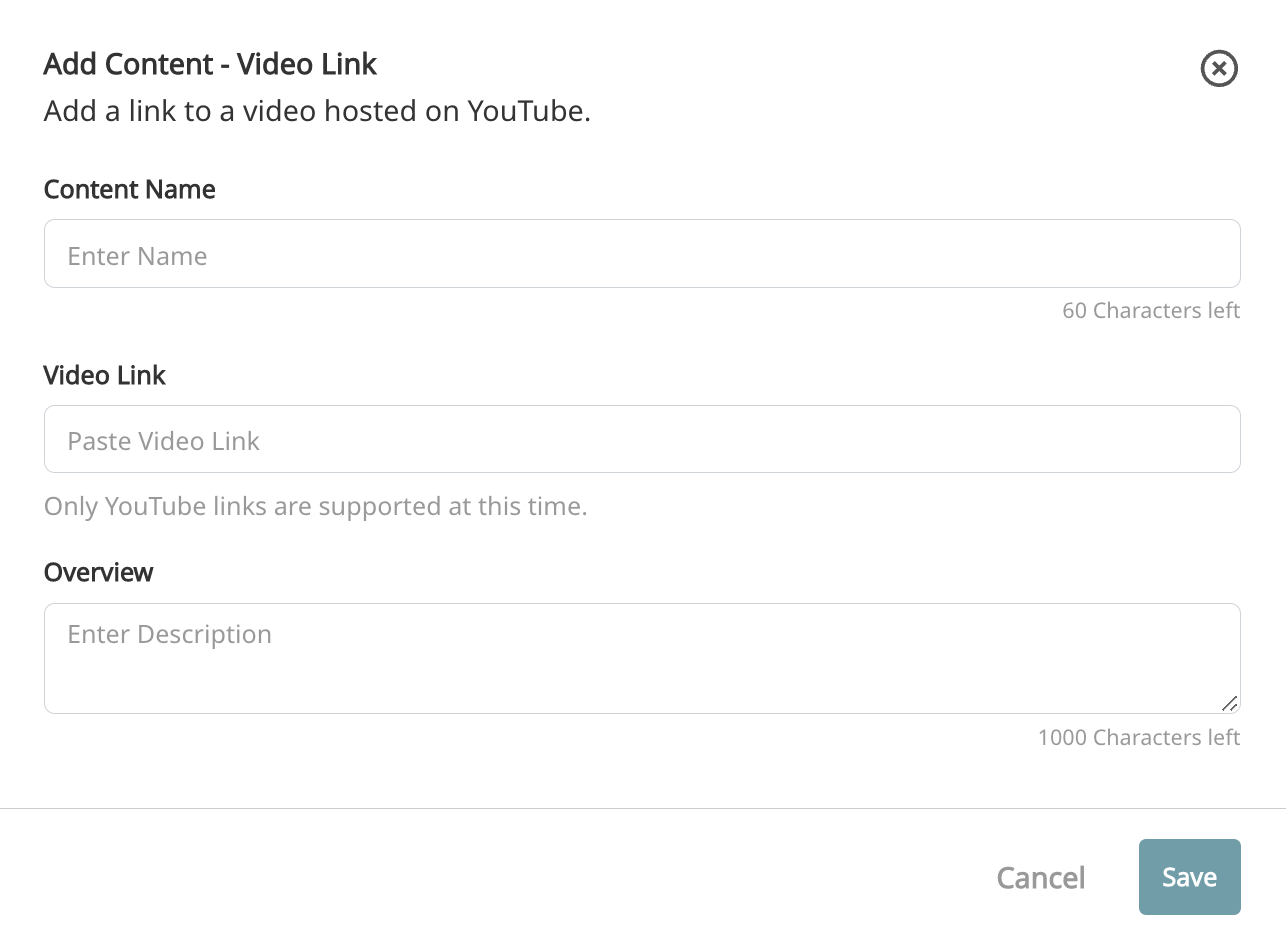 Add Content - Video Link
Add a link to a video hosted on YouTube.
Content Name
Enter Name
60 Characters left
Video Link
Paste Video Link
Only YouTube links are supported at this time.
Overview
Enter Description
1000 Characters left
Cancel
Save